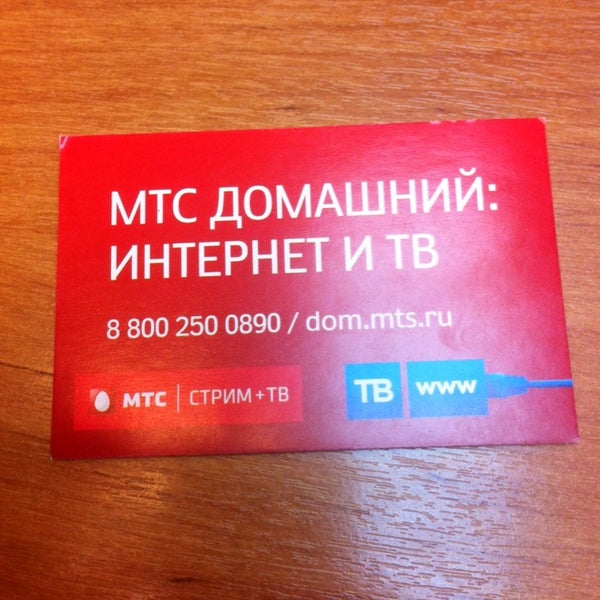 МТС ДОМАШНИЙ:
ИНТЕРНЕТ И ТВ
8 800 250 0890 / dom.mts.ru
МТС | СТРИМ+ТВ
ТВ www